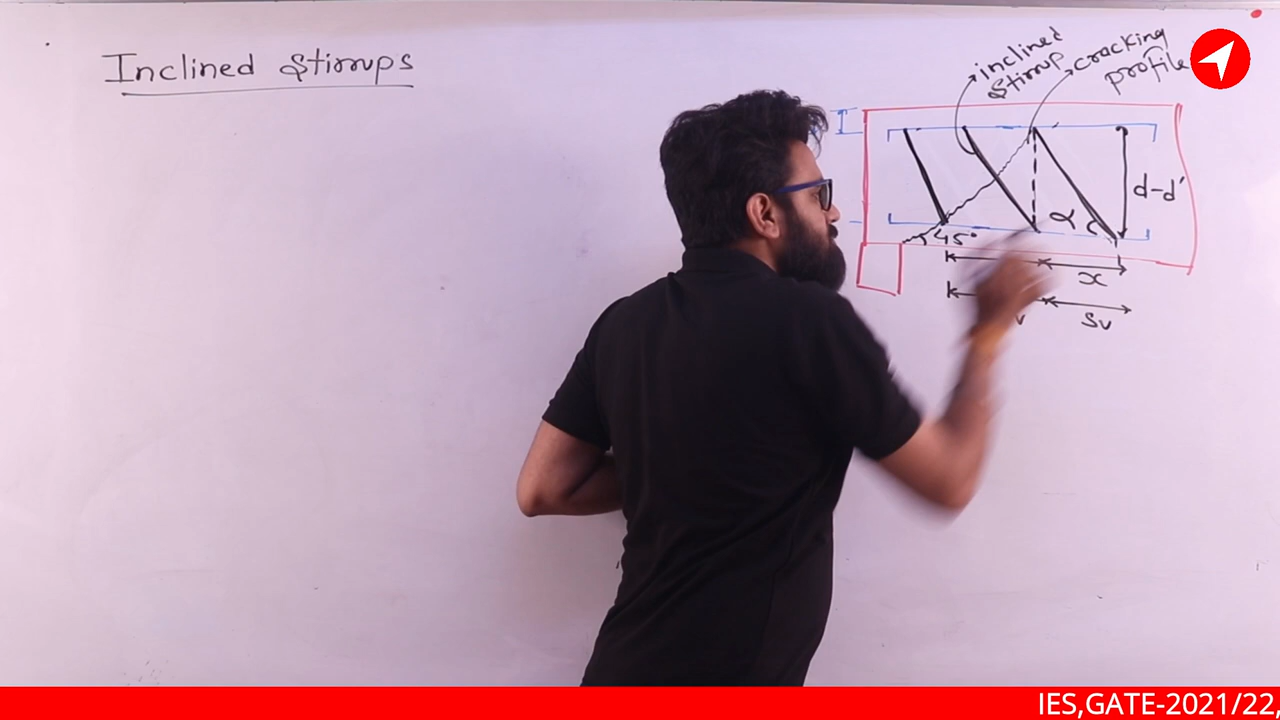 Inclined Stirrups
inclined
stirrup
cracking
profile
d-d'
α
45°
x
v
Sv
IES,GATE-2021/22,